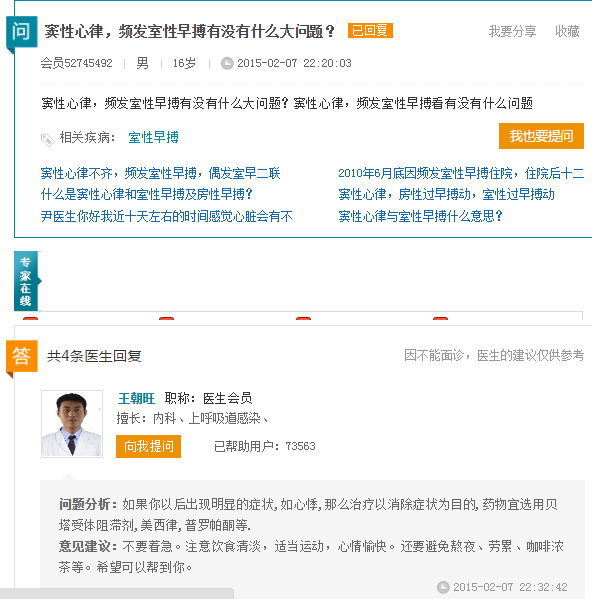 问 窦性心律，频发室性早搏有没有什么大问题？ 已回复 我要分享 收藏
会员52745492 | 男 | 16岁 | 2015-02-07 22:20:03
窦性心律，频发室性早搏有没有什么大问题？窦性心律，频发室性早搏看有没有什么问题
相关疾病： 室性早搏 我也要提问
窦性心律不齐，频发室性早搏，偶发室早二联 2010年6月底因频发室性早搏住院，住院后十二
什么是窦性心律和室性早搏及房性早搏？ 窦性心律，房性过早搏动，室性过早搏动
尹医生你好我近十天左右的时间感觉心脏会有不 窦性心律与室性早搏什么意思？
专家在线
答 共4条医生回复 因不能面诊，医生的建议仅供参考
王朝旺 职称：医生会员
擅长：内科、上呼吸道感染、
向我提问 已帮助用户：73563
问题分析：如果你以后出现明显的症状,如心悸,那么治疗以消除症状为目的,药物宜选用贝
塔受体阻滞剂,美西律,普罗帕酮等.
意见建议：不要着急。注意饮食清淡，适当运动，心情愉快。还要避免熬夜、劳累、咖啡浓
茶等。希望可以帮到你。
2015-02-07 22:32:42